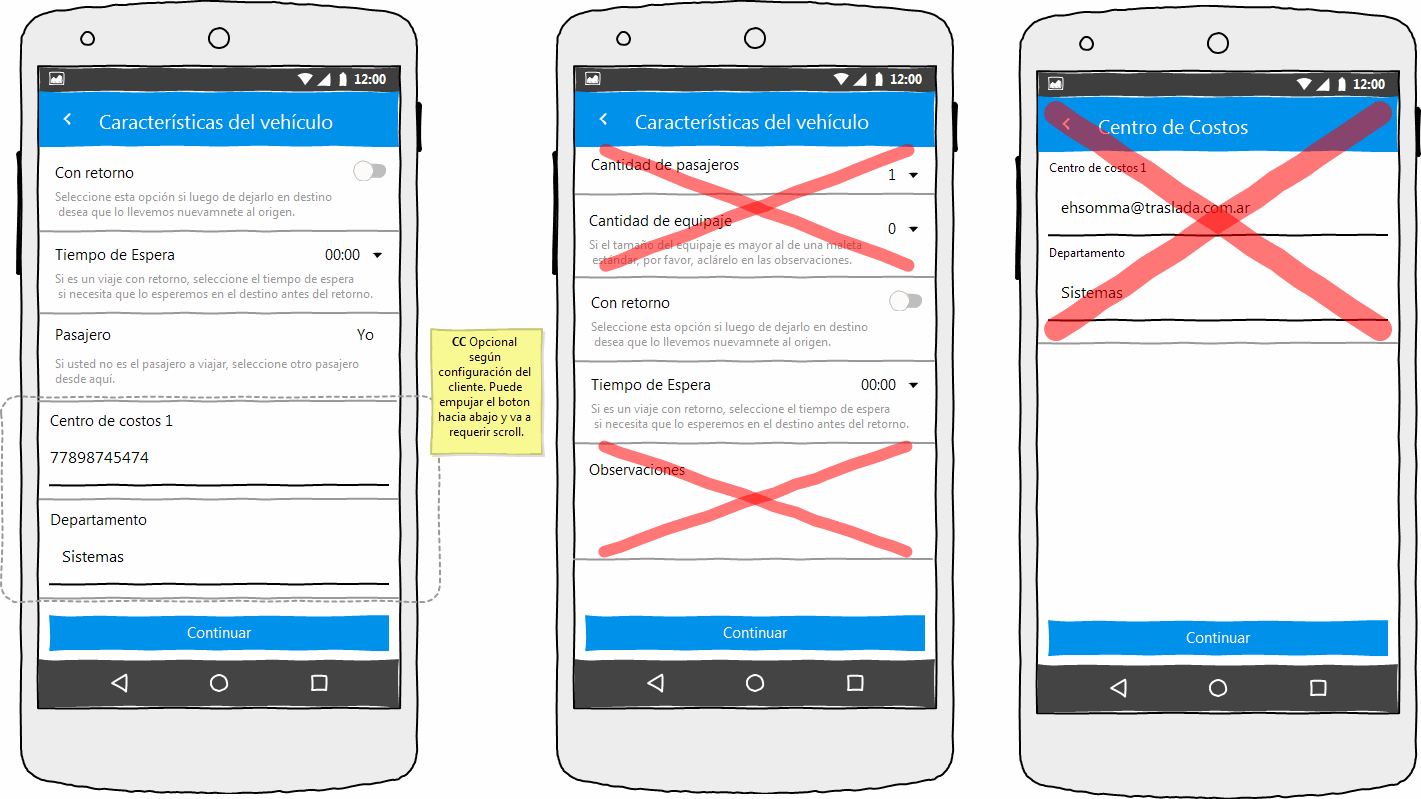 12:00
Características del vehículo
Con retorno
Seleccione esta opción si luego de dejarlo en destino
desea que lo llevemos nuevamnete al origen.
Tiempo de Espera 00:00
Si es un viaje con retorno, seleccione el tiempo de espera
si necesita que lo esperemos en el destino antes del retorno.
Pasajero Yo
Si usted no es el pasajero a viajar, seleccione otro pasajero
desde aquí.
Centro de costos 1
77898745474
Departamento
Sistemas
Continuar
CC Opcional
según
configuración del
cliente. Puede
empujar el boton
hacia abajo y va a
requerir scroll.
12:00
Características del vehículo
Cantidad de pasajeros
1
Cantidad de equipaje
0
Si el tamaño del equipaje es mayor al de una maleta
estándar, por favor, aclárelo en las observaciones.
Con retorno
Seleccione esta opción si luego de dejarlo en destino
desea que lo llevemos nuevamnete al origen.
Tiempo de Espera 00:00
Si es un viaje con retorno, seleccione el tiempo de espera
si necesita que lo esperemos en el destino antes del retorno.
Observaciones
Continuar
12:00
Centro de Costos
Centro de costos 1
ehsomma@traslada.com.ar
Departamento
Sistemas
Continuar